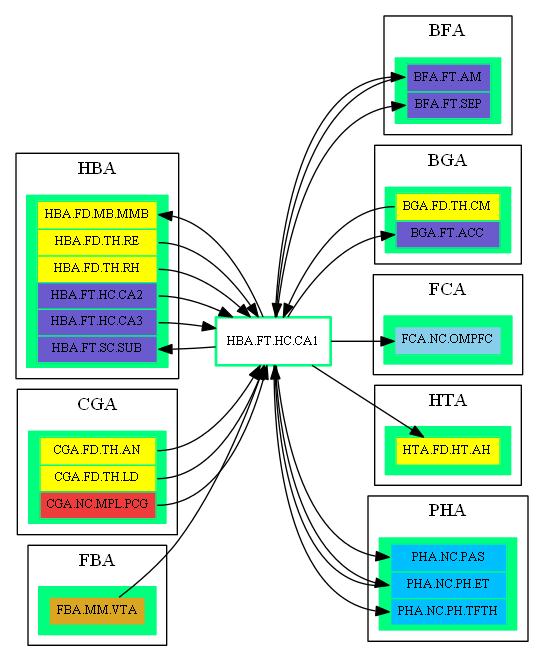 HBA
HBA.FD.MB.MMB
HBA.FD.TH.RE
HBA.FD.TH.RH
HBA.FT.HC.CA2
HBA.FT.HC.CA3
HBA.FT.SC.SUB
CGA
CGA.FD.TH.AN
CGA.FD.TH.LD
CGA.NC.MPL.PCG
FBA
FBA.MM.VTA
HBA.FT.HC.CA1
BFA
BFA.FT.AM
BFA.FT.SEP
BGA
BGA.FD.TH.CM
BGA.FT.ACC
FCA
FCA.NC.OMPFC
HTA
HTA.FD.HT.AH
PHA
PHA.NC.PAS
PHA.NC.PH.ET
PHA.NC.PH.TFTH